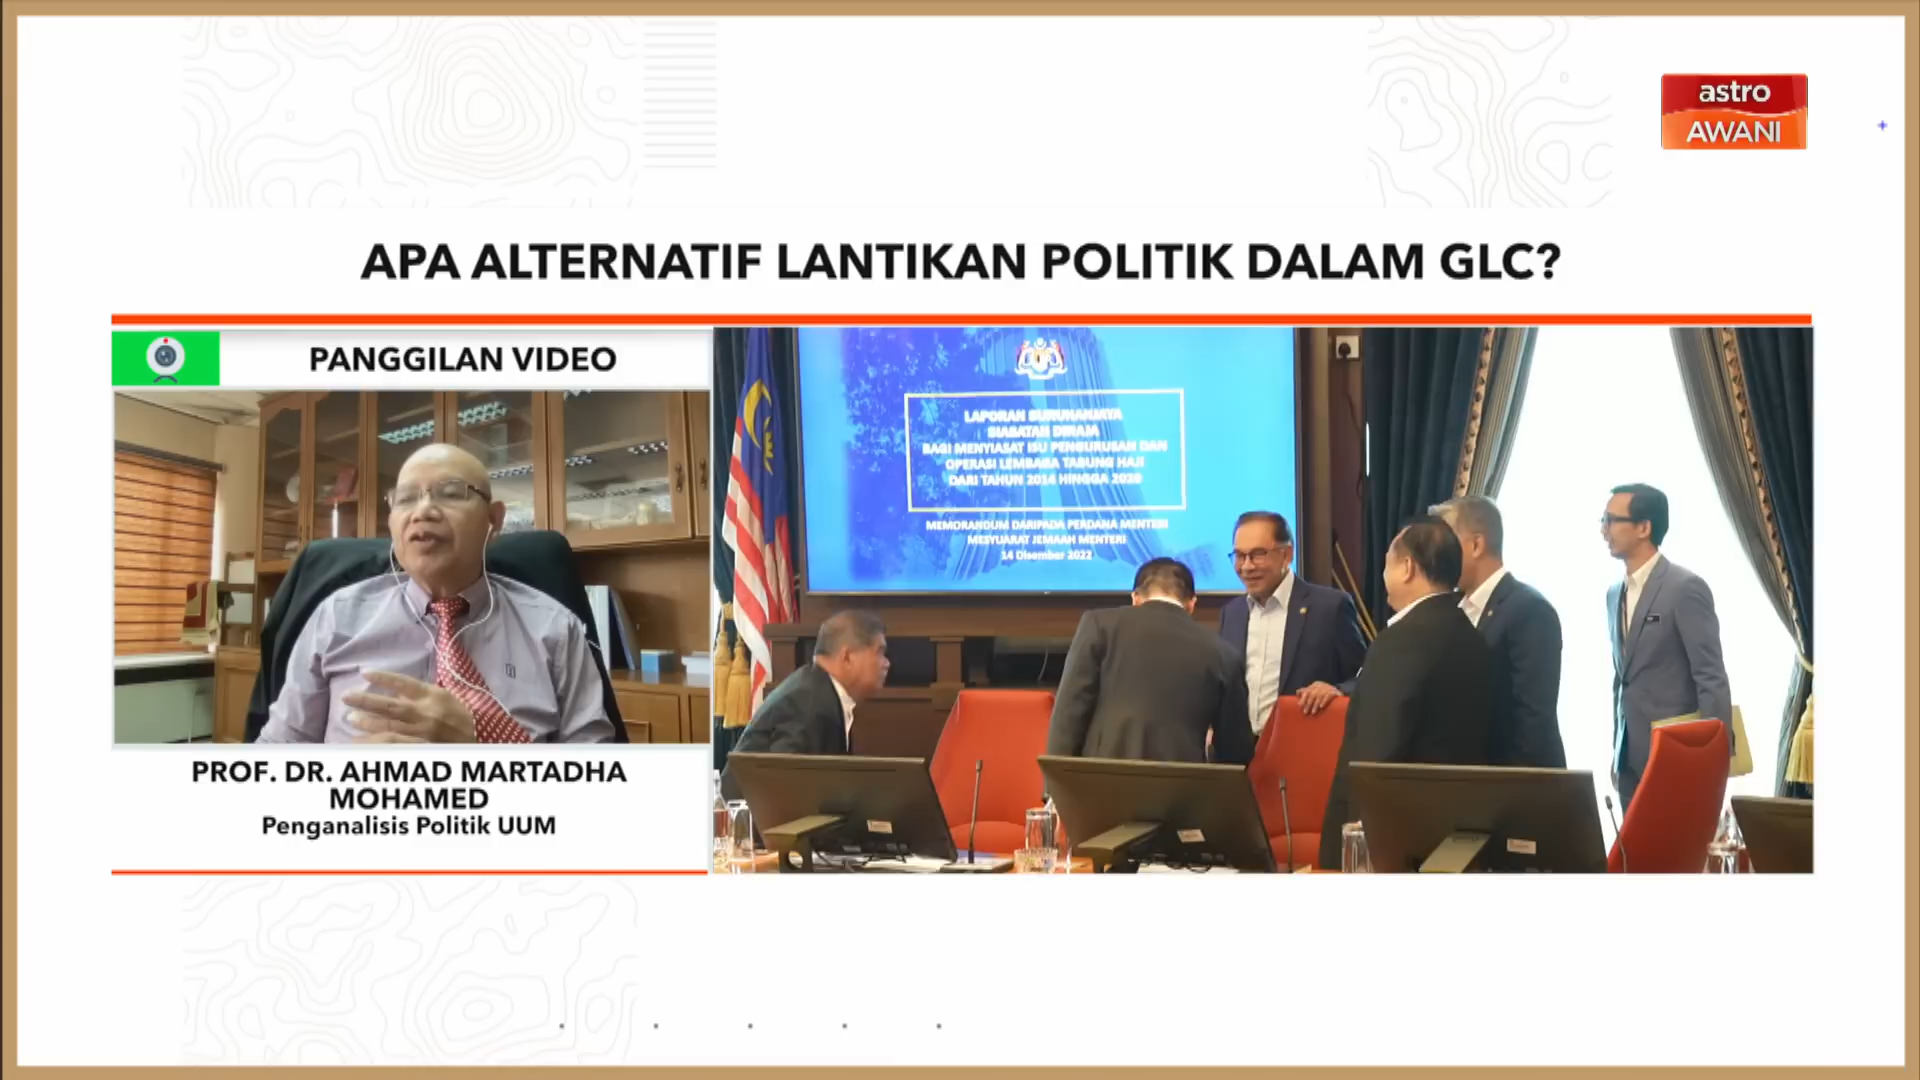 astro
AWANI
APA ALTERNATIF LANTIKAN POLITIK DALAM GLC?
PANGGILAN VIDEO
LAPORAN SURUHANJAYA
SIASATAN DIRAJA
BAGI MENYIASAT ISU PENGURUSAN DAN
OPERASI LEMBAGA TABUNG HAJI
DARI TAHUN 2014 HINGGA 2020
MEMORANDUM DARIPADA PERDANA MENTERI
MESYUARAT JEMAAH MENTERI
14 Disember 2022
PROF. DR. AHMAD MARTADHA
MOHAMED
Penganalisis Politik UUM